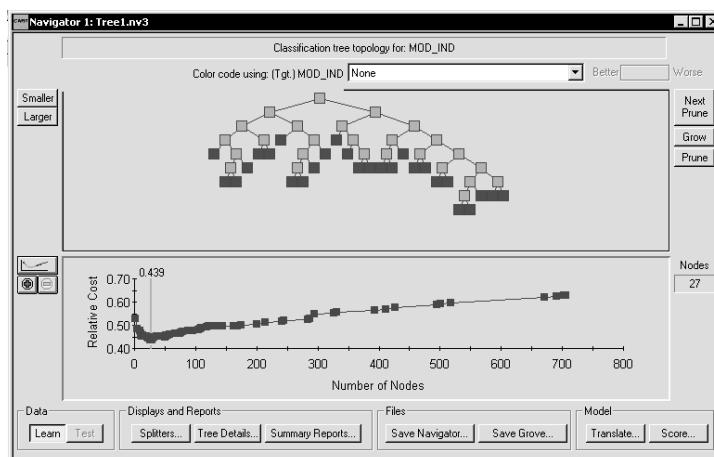 CART Navigator 1: Tree1.nv3
Classification tree topology for: MOD_IND
Color code using: (Tgt.) MOD_IND None Better Worse
Smaller
Larger
Next Prune
Grow
Prune
0.439
Relative Cost
0.70
0.60
0.50
0.40
0 100 200 300 400 500 600 700 800
Number of Nodes
Nodes
27
Data Displays and Reports Files Model
Learn Test Splitters... Tree Details... Summary Reports... Save Navigator... Save Grove... Translate... Score...